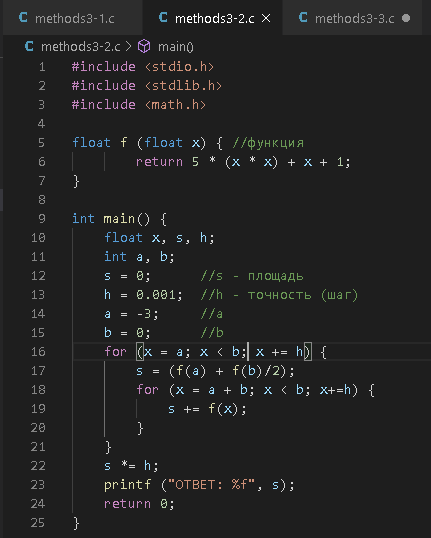 C methods3-1.c C methods3-2.c × C methods3-3.c ●
C methods3-2.c > main()
1 #include <stdio.h>
2 #include <stdlib.h>
3 #include <math.h>
4
5 float f (float x) { //функция
6 return 5 * (x * x) + x + 1;
7 }
8
9 int main() {
10 float x, s, h;
11 int a, b;
12 s = 0; //s - площадь
13 h = 0.001; //h - точность (шаг)
14 a = -3; //a
15 b = 0; //b
16 for (x = a; x < b; x += h) {
17 s = (f(a) + f(b)/2);
18 for (x = a + b; x < b; x+=h) {
19 s += f(x);
20 }
21 }
22 s *= h;
23 printf ("ОТВЕТ: %f", s);
24 return 0;
25 }